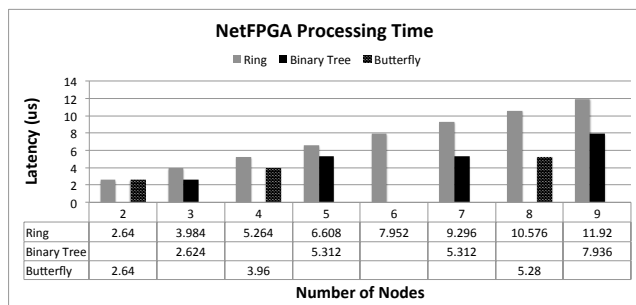 NetFPGA Processing Time
Ring Binary Tree Butterfly
Latency (us)
14
12
10
8
6
4
2
0
2 3 4 5 6 7 8 9
Ring 2.64 3.984 5.264 6.608 7.952 9.296 10.576 11.92
Binary Tree 2.624 5.312 5.312 7.936
Butterfly 2.64 3.96 5.28
Number of Nodes